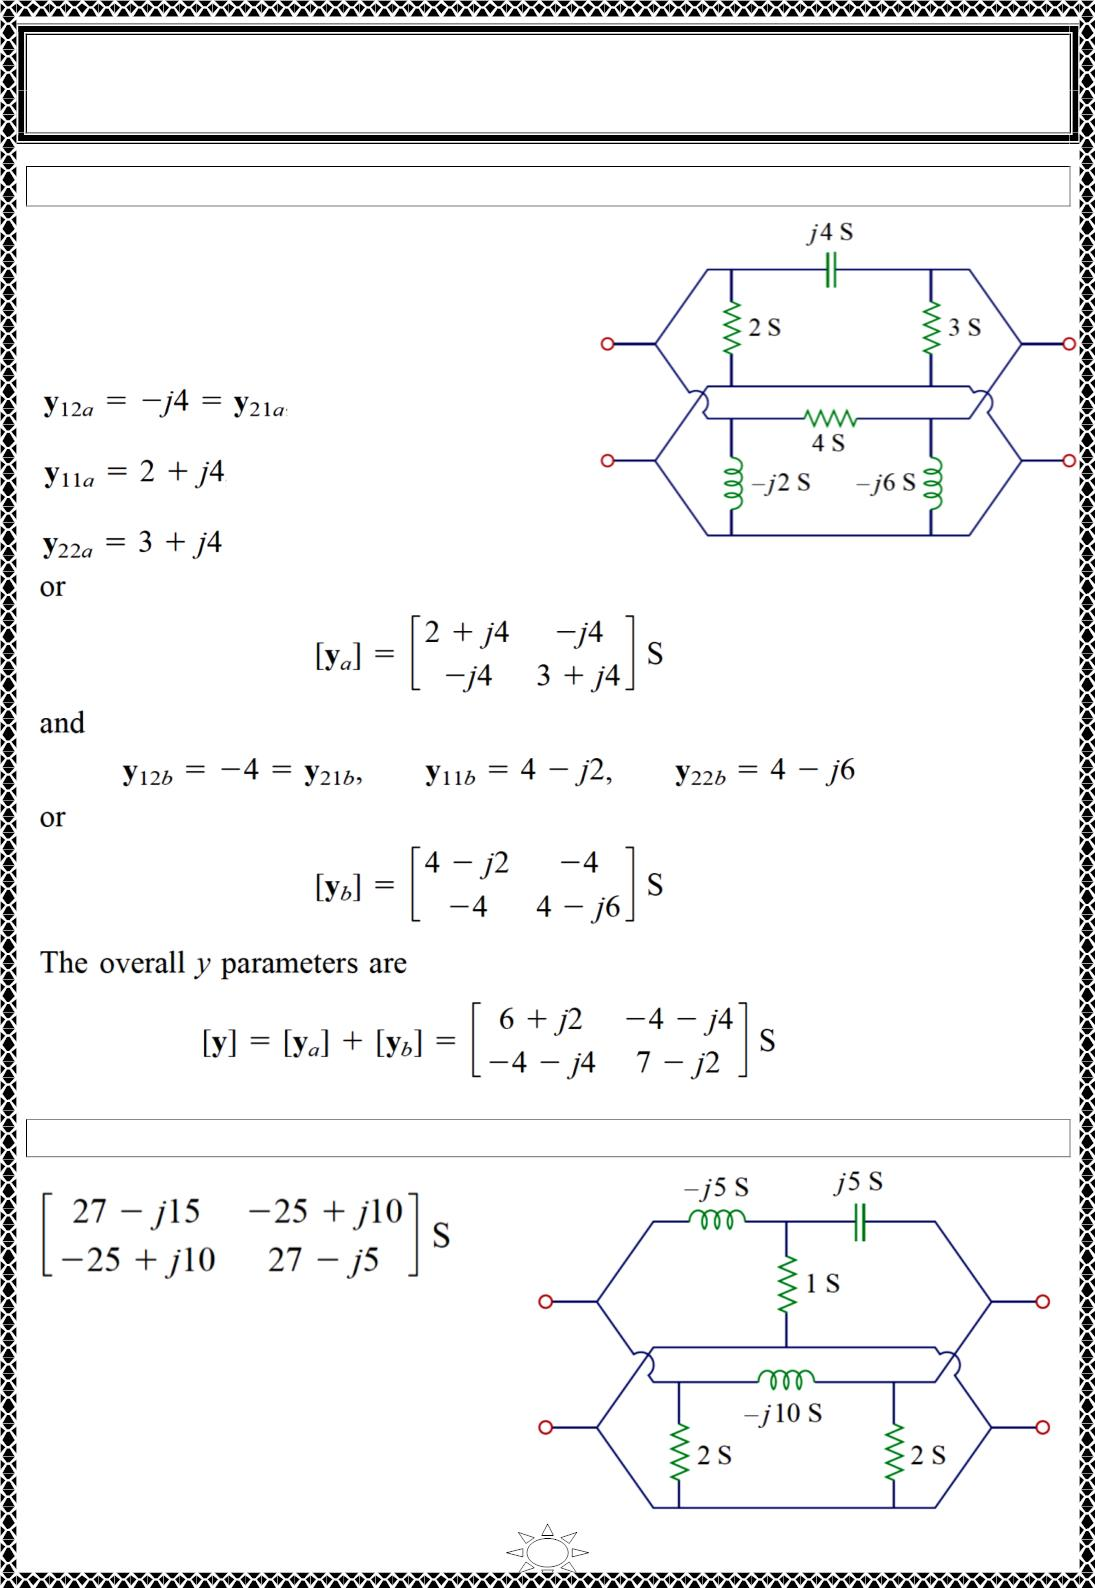 j4 S
2 S
3 S
4 S
–j2 S
–j6 S
y12a = −j4 = y21a
y11a = 2 + j4
y22a = 3 + j4
or
[ya] = [2 + j4 −j4
−j4 3 + j4] S
and
y12b = −4 = y21b, y11b = 4 − j2, y22b = 4 − j6
or
[yb] = [4 − j2 −4
−4 4 − j6] S
The overall y parameters are
[y] = [ya] + [yb] = [6 + j2 −4 − j4
−4 − j4 7 − j2] S
[27 − j15 −25 + j10
−25 + j10 27 − j5] S
–j5 S
j5 S
1 S
–j10 S
2 S
2 S